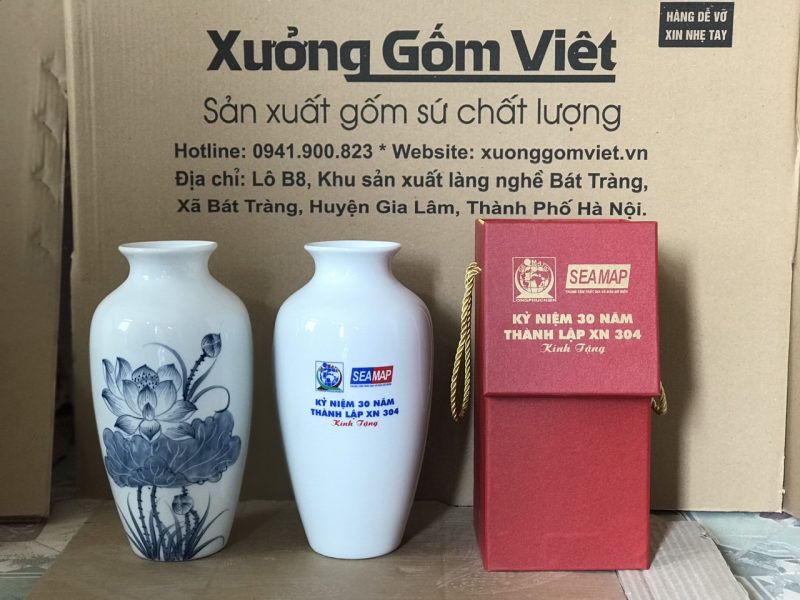 HÀNG DỄ VỠ
XIN NHẸ TAY
Xưởng Gốm Việt
Sản xuất gốm sứ chất lượng
Hotline: 0941.900.823 * Website: xuonggomviet.vn
Địa chỉ: Lô B8, Khu sản xuất làng nghề Bát Tràng,
Xã Bát Tràng, Huyện Gia Lâm, Thành Phố Hà Nội.
SEAMAP
KỶ NIỆM 30 NĂM
THÀNH LẬP XN 304
Kính Tặng
SEAMAP
KỶ NIỆM 30 NĂM
THÀNH LẬP XN 304
Kính Tặng